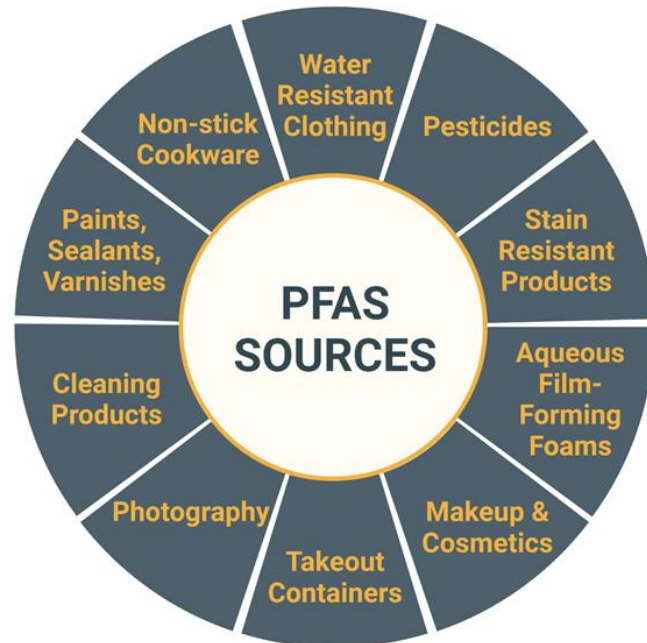 PFAS
SOURCES
Water
Resistant
Clothing
Pesticides
Stain
Resistant
Products
Aqueous
Film-
Forming
Foams
Makeup &
Cosmetics
Takeout
Containers
Photography
Cleaning
Products
Paints,
Sealants,
Varnishes
Non-stick
Cookware